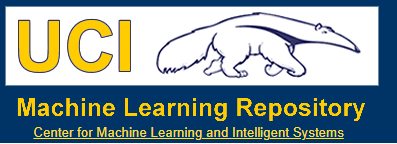 UCI
Machine Learning Repository
Center for Machine Learning and Intelligent Systems